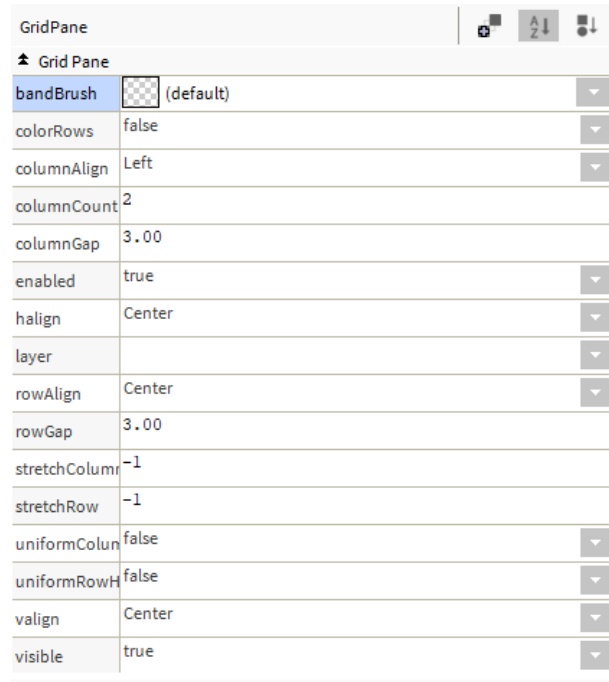 GridPane
Grid Pane
bandBrush (default)
colorRows false
columnAlign Left
columnCount 2
columnGap 3.00
enabled true
halign Center
layer
rowAlign Center
rowGap 3.00
stretchColumn -1
stretchRow -1
uniformColun false
uniformRowH false
valign Center
visible true